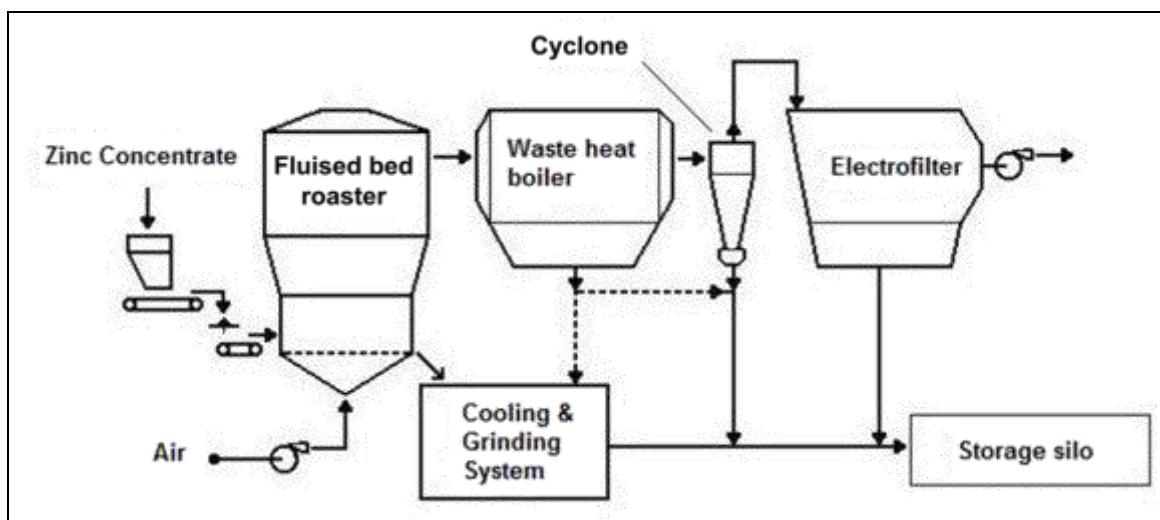 Cyclone
Zinc Concentrate
Fluised bed
roaster
Waste heat
boiler
Electrofilter
Air
Cooling &
Grinding
System
Storage silo